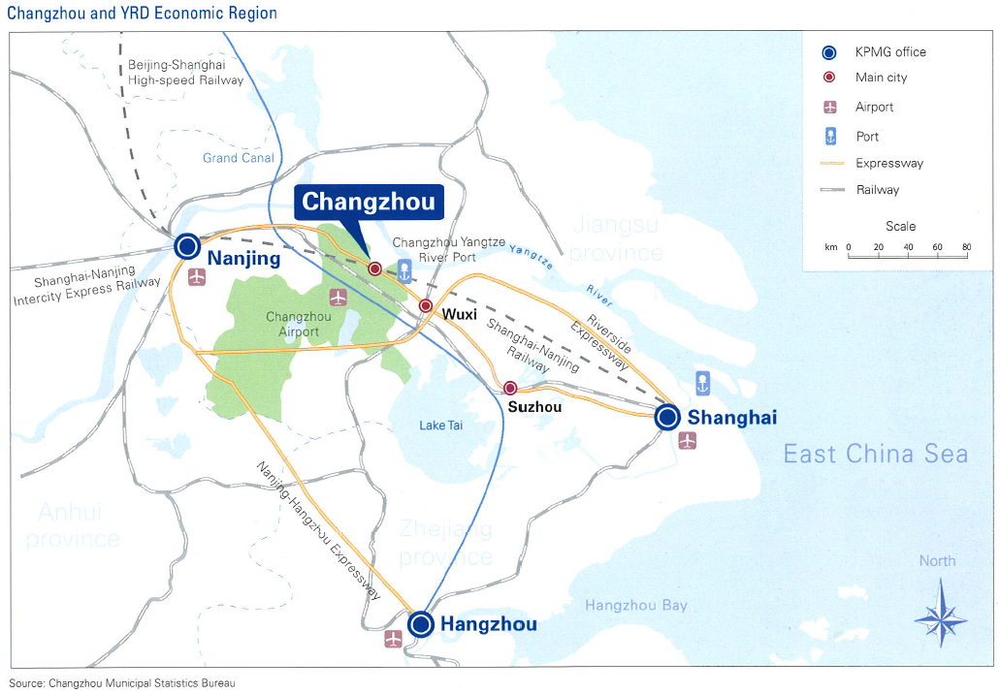 Changzhou and YRD Economic Region
Beijing-Shanghai
High-speed Railway
KPMG office
Main city
Airport
Port
Expressway
Railway
Scale
km 0 20 40 60 80
Grand Canal
Changzhou
Jiangsu
province
Changzhou Yangtze
River Port
Yangtze
River
Nanjing
Shanghai-Nanjing
Intercity Express Railway
Changzhou
Airport
Wuxi
Riverside
Expressway
Shanghai-Nanjing
Railway
Suzhou
Lake Tai
Shanghai
East China Sea
Anhui
province
Nanjing-Hangzhou Expressway
Zhejiang
province
North
Hangzhou Bay
Hangzhou
Source: Changzhou Municipal Statistics Bureau